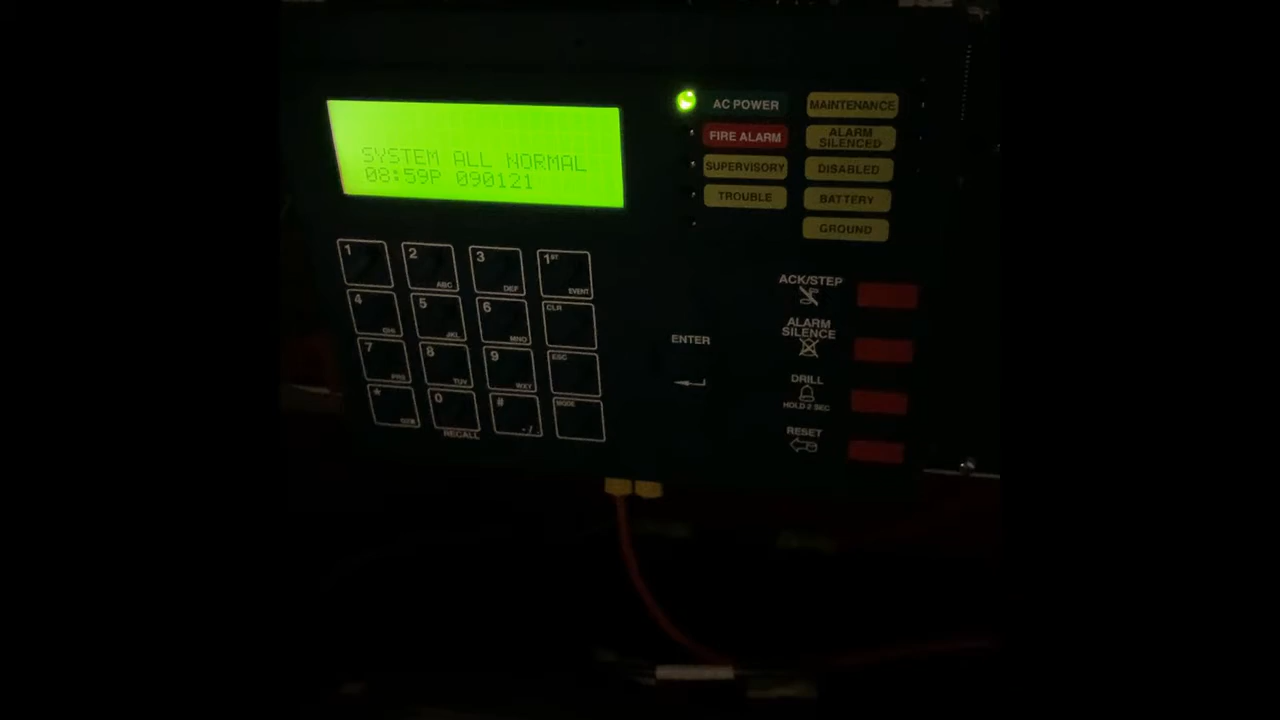 SYSTEM ALL NORMAL
08:59P 090121
AC POWER
FIRE ALARM
SUPERVISORY
TROUBLE
MAINTENANCE
ALARM
SILENCED
DISABLED
BATTERY
GROUND
1
2 ABC
3 DEF
1ST EVENT
4 GHI
5 JKL
6 MNO
CLR
7 PRS
8 TUV
9 WXY
ESC
*
0
# - / .
MODE
RECALL
ENTER
ACK/STEP
ALARM
SILENCE
DRILL
HOLD 2 SEC
RESET